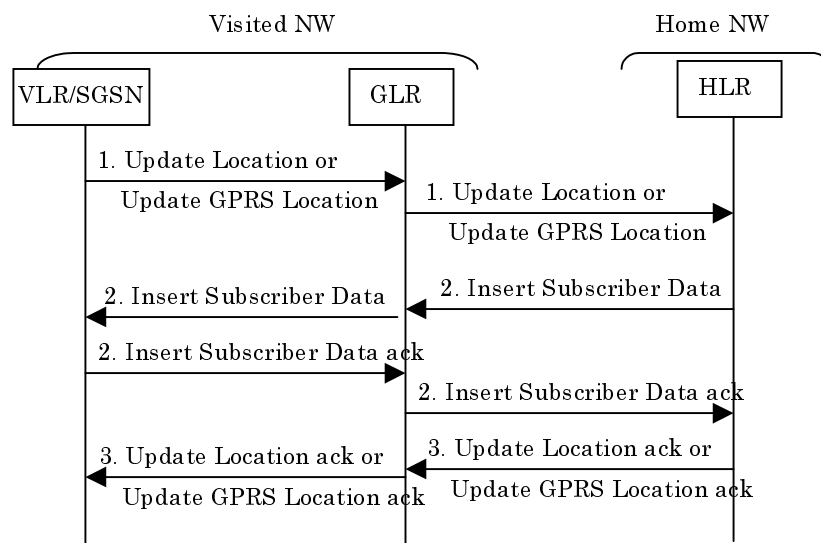 Visited NW
Home NW
VLR/SGSN
GLR
HLR
1. Update Location or
Update GPRS Location
1. Update Location or
Update GPRS Location
2. Insert Subscriber Data
2. Insert Subscriber Data
2. Insert Subscriber Data ack
2. Insert Subscriber Data ack
3. Update Location ack or
Update GPRS Location ack
3. Update Location ack or
Update GPRS Location ack